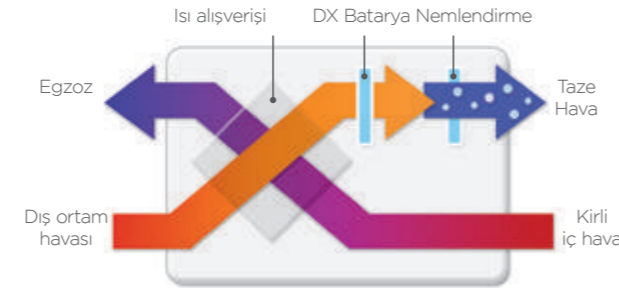 Isı alışverişi
DX Batarya Nemlendirme
Egzoz
Taze
Hava
Dış ortam
havası
Kirli
iç hava